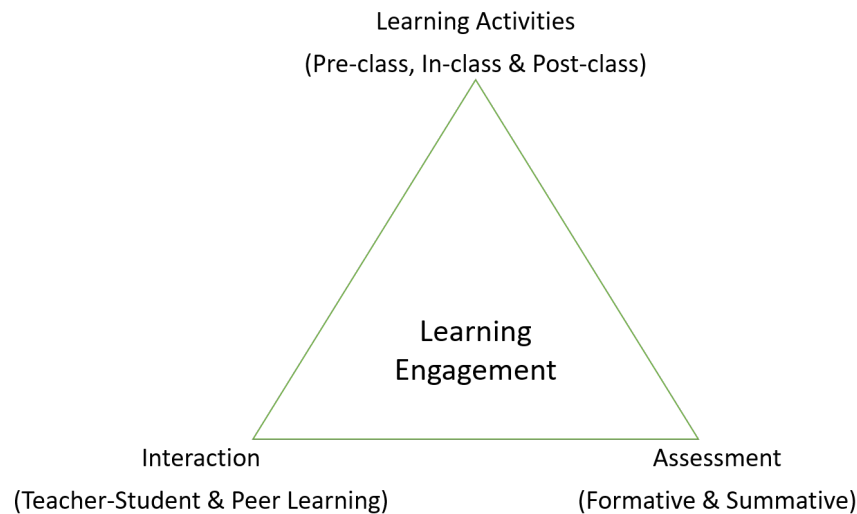 Learning Activities
(Pre-class, In-class & Post-class)
Learning
Engagement
Interaction
(Teacher-Student & Peer Learning)
Assessment
(Formative & Summative)